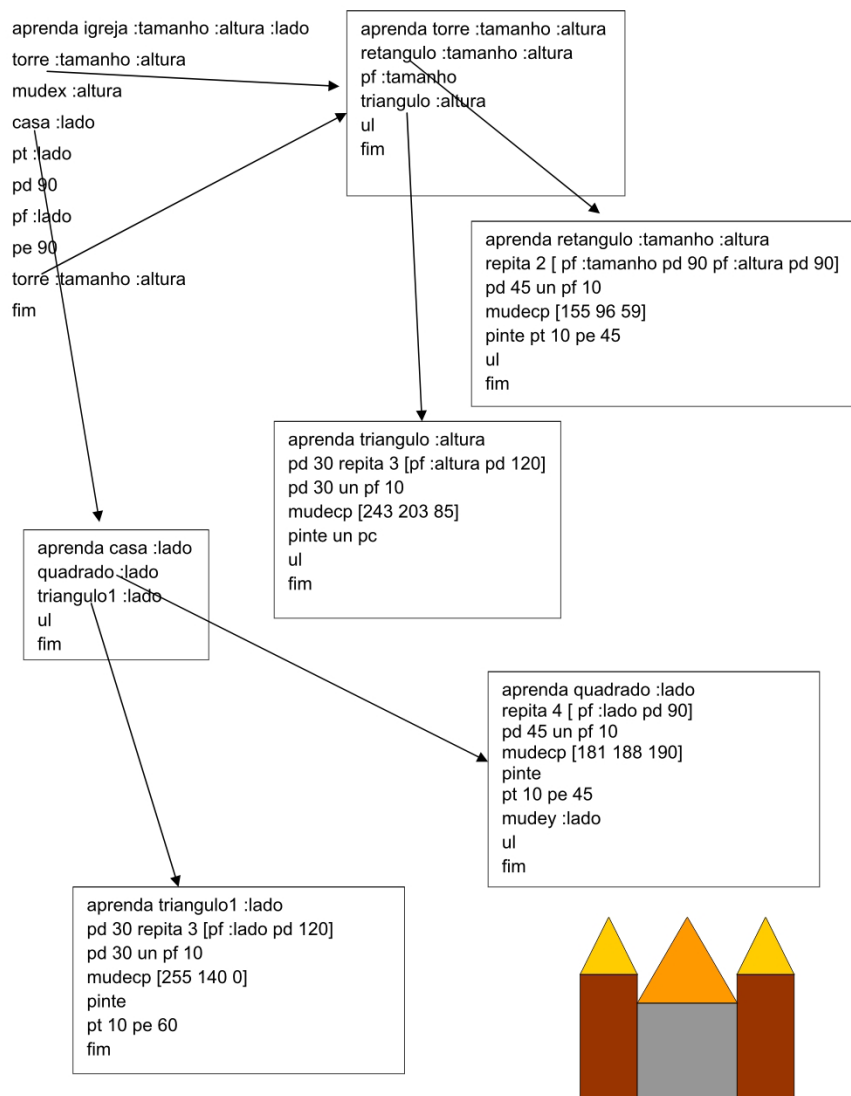 aprenda igreja :tamanho :altura :lado
torre :tamanho :altura
mudex :altura
casa :lado
pt :lado
pd 90
pf :lado
pe 90
torre :tamanho :altura
fim
aprenda torre :tamanho :altura
retangulo :tamanho :altura
pf :tamanho
triangulo :altura
ul
fim
aprenda retangulo :tamanho :altura
repita 2 [ pf :tamanho pd 90 pf :altura pd 90]
pd 45 un pf 10
mudecp [155 96 59]
pinte pt 10 pe 45
ul
fim
aprenda triangulo :altura
pd 30 repita 3 [pf :altura pd 120]
pd 30 un pf 10
mudecp [243 203 85]
pinte un pc
ul
fim
aprenda casa :lado
quadrado :lado
triangulo1 :lado
ul
fim
aprenda quadrado :lado
repita 4 [ pf :lado pd 90]
pd 45 un pf 10
mudecp [181 188 190]
pinte
pt 10 pe 45
mudey :lado
ul
fim
aprenda triangulo1 :lado
pd 30 repita 3 [pf :lado pd 120]
pd 30 un pf 10
mudecp [255 140 0]
pinte
pt 10 pe 60
fim